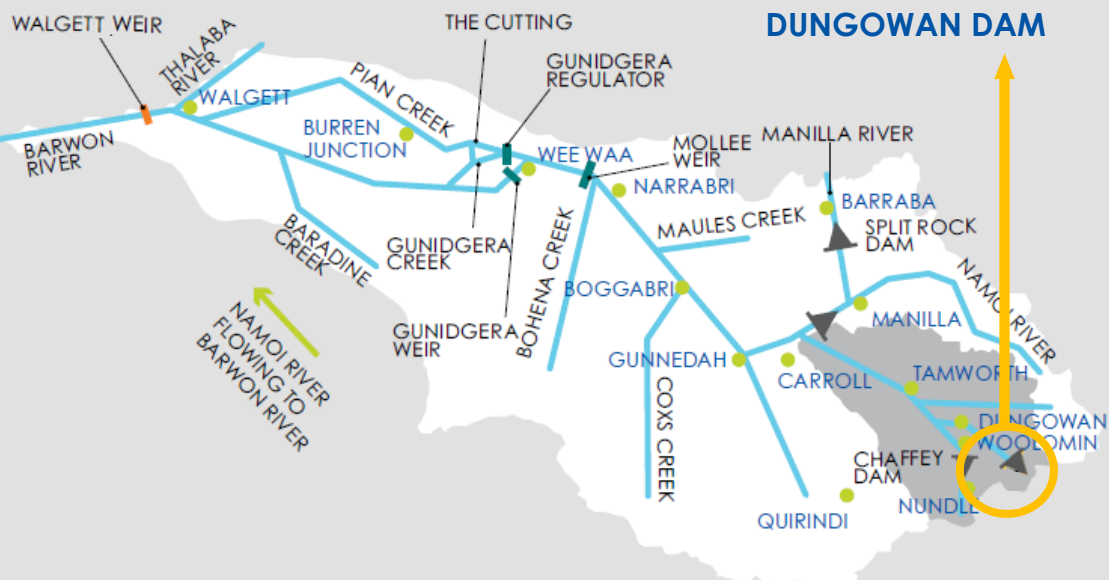 DUNGOWAN DAM
WALGETT WEIR
THE CUTTING
THALABA
RIVER
GUNIDGERA
REGULATOR
PIAN CREEK
WALGETT
BURREN
JUNCTION
BARWON
RIVER
WEE WAA
MOLLEE
WEIR
MANILLA RIVER
NARRABRI
BARRABA
MAULES CREEK
SPLIT ROCK
DAM
BARADINE
CREEK
GUNIDGERA
CREEK
BOHENA CREEK
NAMOI RIVER
BOGGABRI
MANILLA
NAMOI RIVER
FLOWING TO
BARWON RIVER
GUNIDGERA
WEIR
GUNNEDAH
CARROLL
TAMWORTH
COXS CREEK
DUNGOWAN
WOOLOMIN
CHAFFEY
DAM
NUNDLE
QUIRINDI